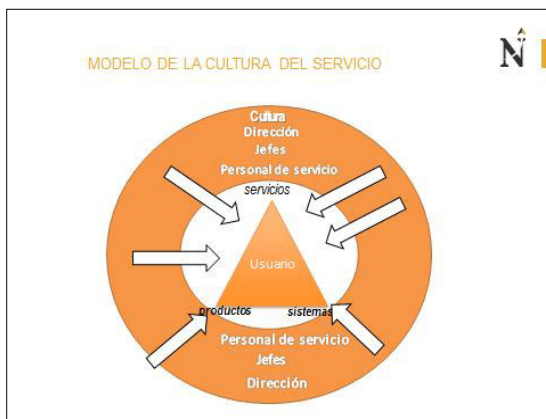 MODELO DE LA CULTURA DEL SERVICIO
N
Cultura
Dirección
Jefes
Personal de servicio
servicios
Usuario
productos sistemas
Personal de servicio
Jefes
Dirección